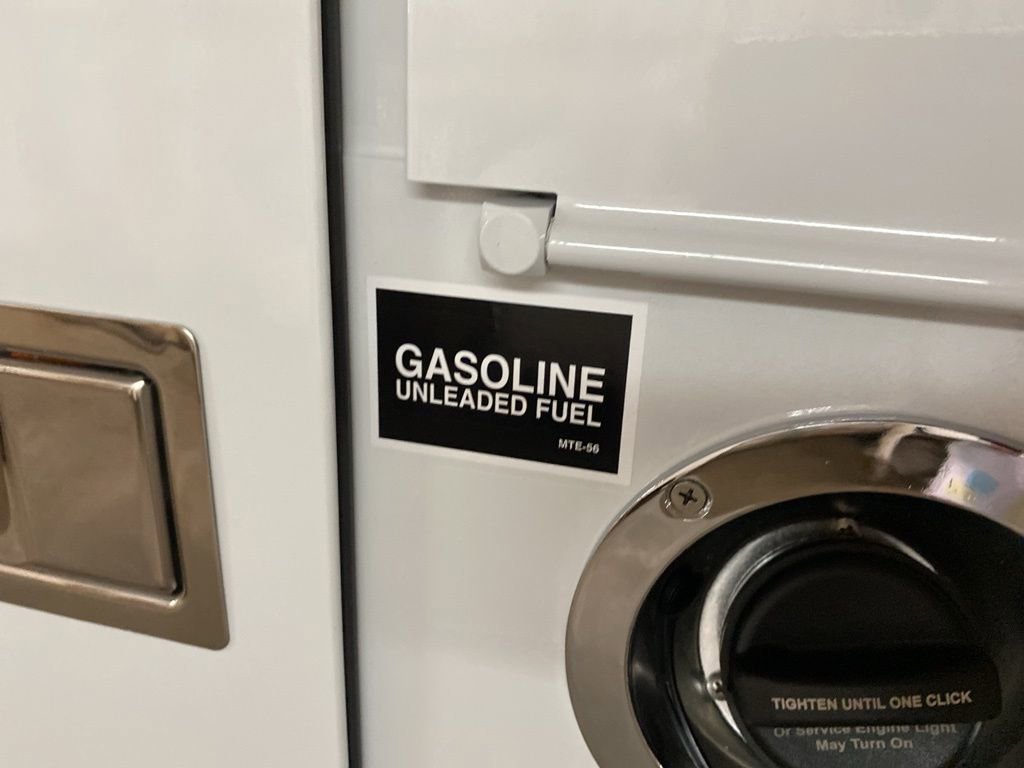 GASOLINE
UNLEADED FUEL
MTE-56
TIGHTEN UNTIL ONE CLICK
Or Service Engine Light
May Turn On